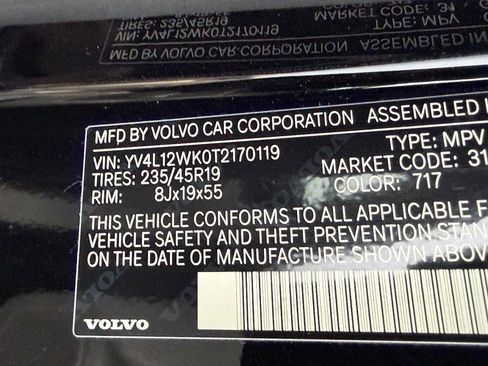 MFD BY VOLVO CAR CORPORATION ASSEMBLED
VIN: YV4L12WK0T2170119 TYPE: MPV
TIRES: 235/45R19 MARKET CODE: 31
RIM: 8Jx19x55 COLOR: 717
THIS VEHICLE CONFORMS TO ALL APPLICABLE
VEHICLE SAFETY AND THEFT PREVENTION STAN
ON THE DATE OF MANUFACTURE SHOWN ABOV
VOLVO